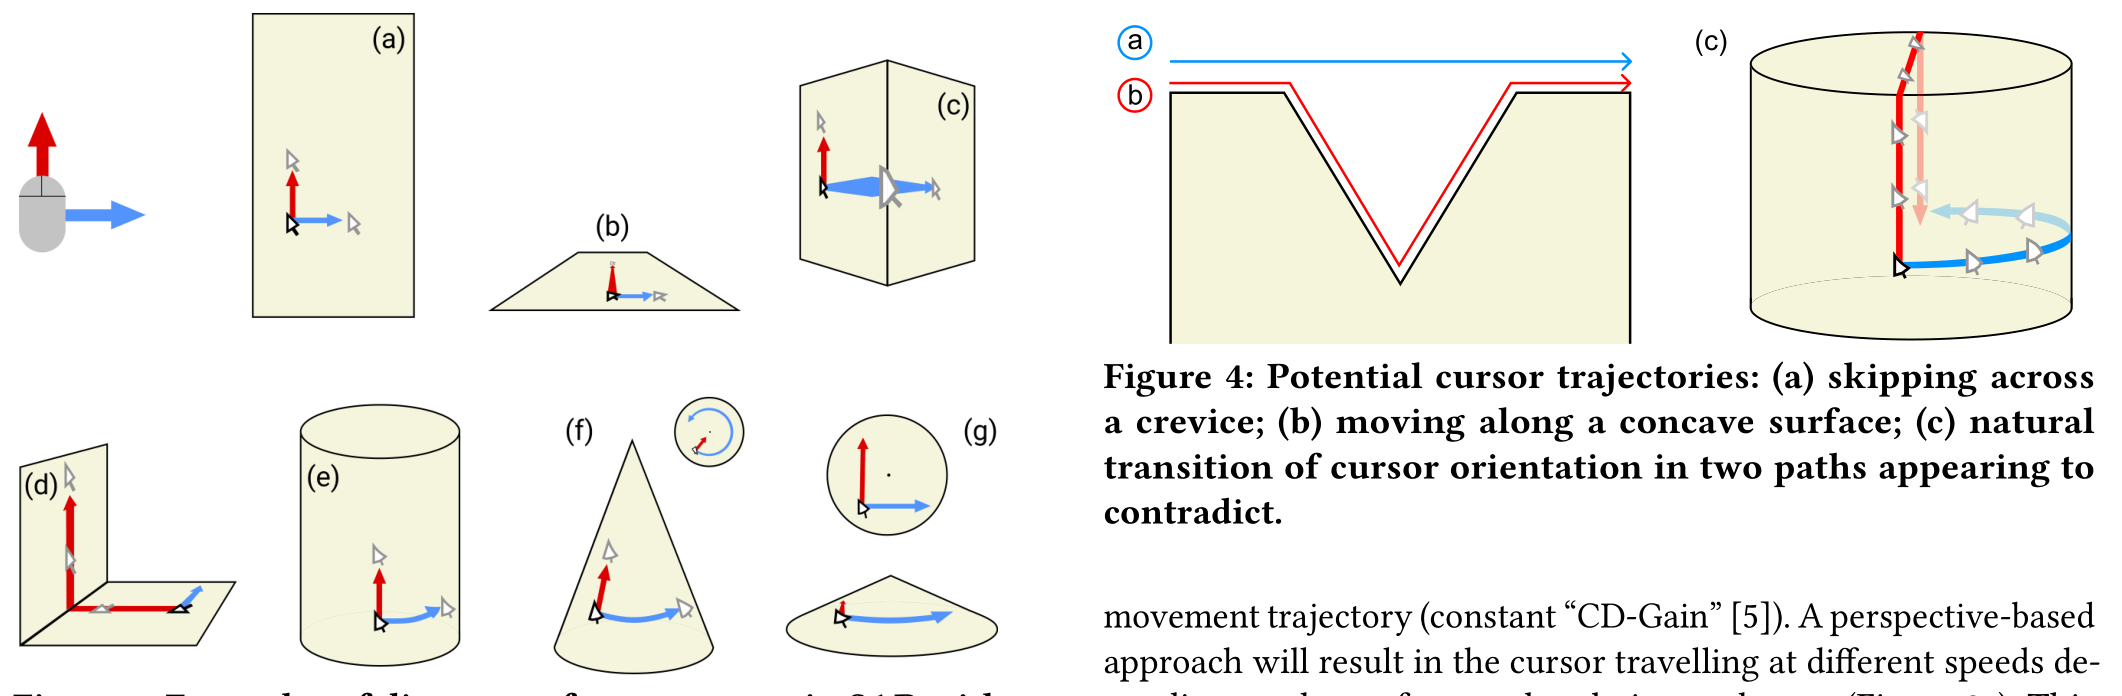 (a)
(b)
(c)
(d)
(e)
(f)
(g)
a
b
(c)
Figure 4: Potential cursor trajectories: (a) skipping across
a crevice; (b) moving along a concave surface; (c) natural
transition of cursor orientation in two paths appearing to
contradict.
movement trajectory (constant “CD-Gain” [5]). A perspective-based
approach will result in the cursor travelling at different speeds de-